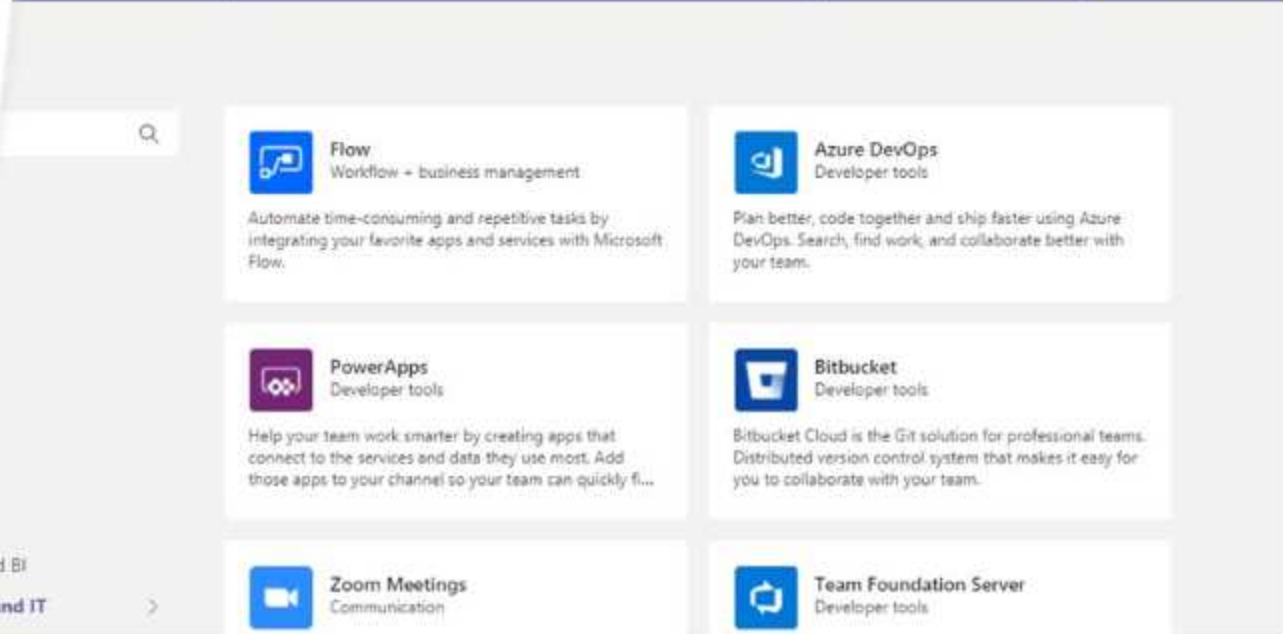 Flow
Workflow + business management
Automate time-consuming and repetitive tasks by
integrating your favorite apps and services with Microsoft
Flow.
Azure DevOps
Developer tools
Plan better, code together and ship faster using Azure
DevOps. Search, find work, and collaborate better with
your team.
PowerApps
Developer tools
Help your team work smarter by creating apps that
connect to the services and data they use most. Add
those apps to your channel so your team can quickly fi...
Bitbucket
Developer tools
Bitbucket Cloud is the Git solution for professional teams.
Distributed version control system that makes it easy for
you to collaborate with your team.
d BI
nd IT
Zoom Meetings
Communication
Team Foundation Server
Developer tools